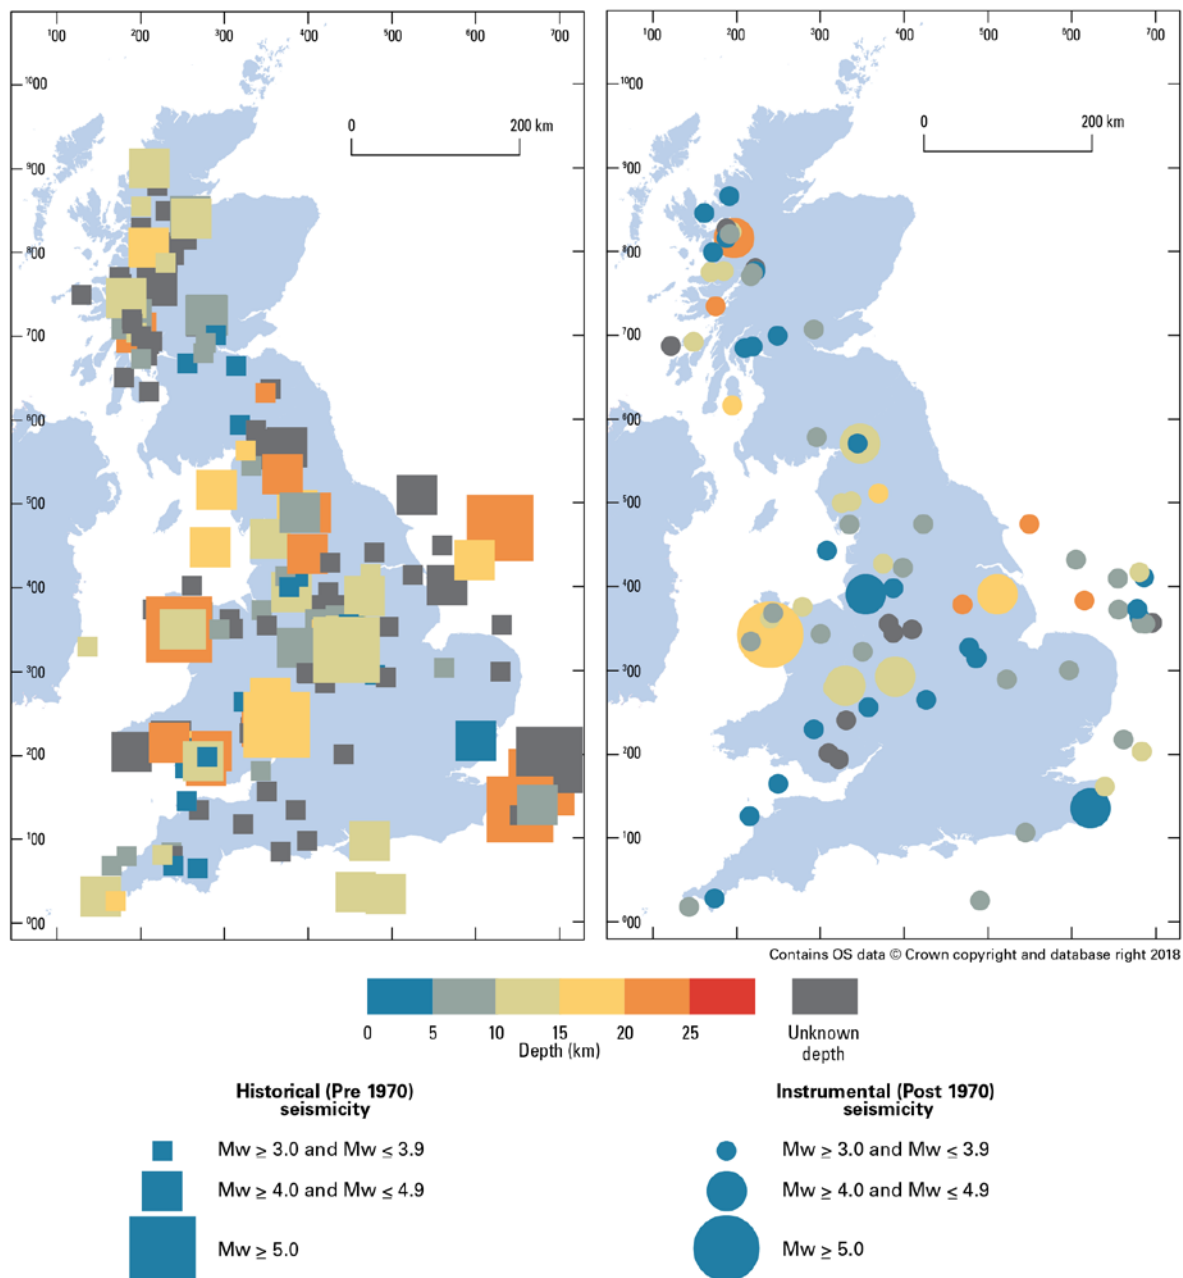 100 200 300 400 500 600 700
100 200 300 400 500 600 700
1000
900
800
700
600
500
400
300
200
100
000
1000
900
800
700
600
500
400
300
200
100
000
0 200 km
0 200 km
Contains OS data © Crown copyright and database right 2018
0 5 10 15 20 25
Depth (km)
Unknown
depth
Historical (Pre 1970)
seismicity
Mw ≥ 3.0 and Mw ≤ 3.9
Mw ≥ 4.0 and Mw ≤ 4.9
Mw ≥ 5.0
Instrumental (Post 1970)
seismicity
Mw ≥ 3.0 and Mw ≤ 3.9
Mw ≥ 4.0 and Mw ≤ 4.9
Mw ≥ 5.0